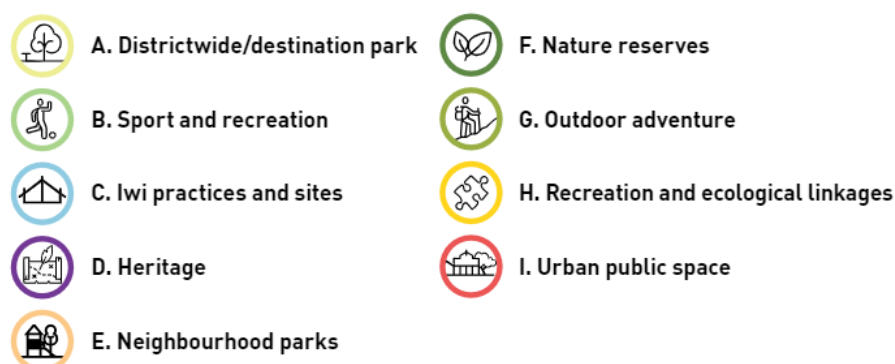 A. Districtwide/destination park
B. Sport and recreation
C. Iwi practices and sites
D. Heritage
E. Neighbourhood parks
F. Nature reserves
G. Outdoor adventure
H. Recreation and ecological linkages
I. Urban public space